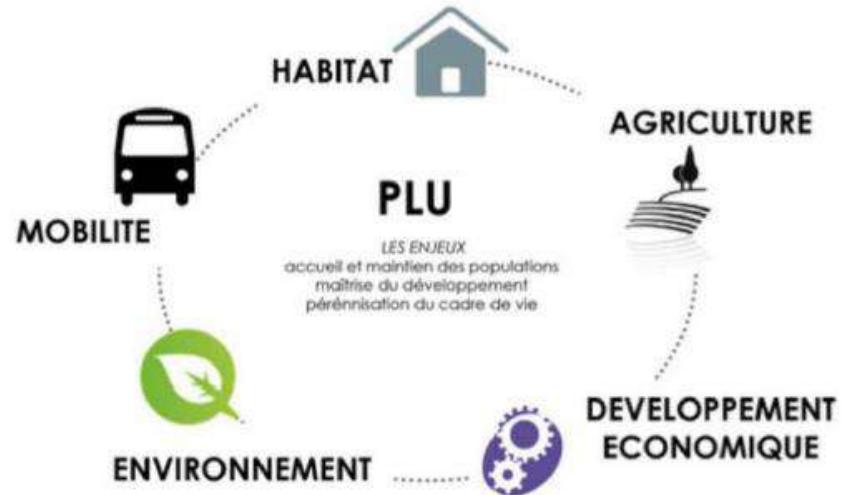 HABITAT
AGRICULTURE
PLU
MOBILITE
LES ENJEUX
accueil et maintien des populations
maîtrise du développement
pérénnisation du cadre de vie
DEVELOPPEMENT
ECONOMIQUE
ENVIRONNEMENT